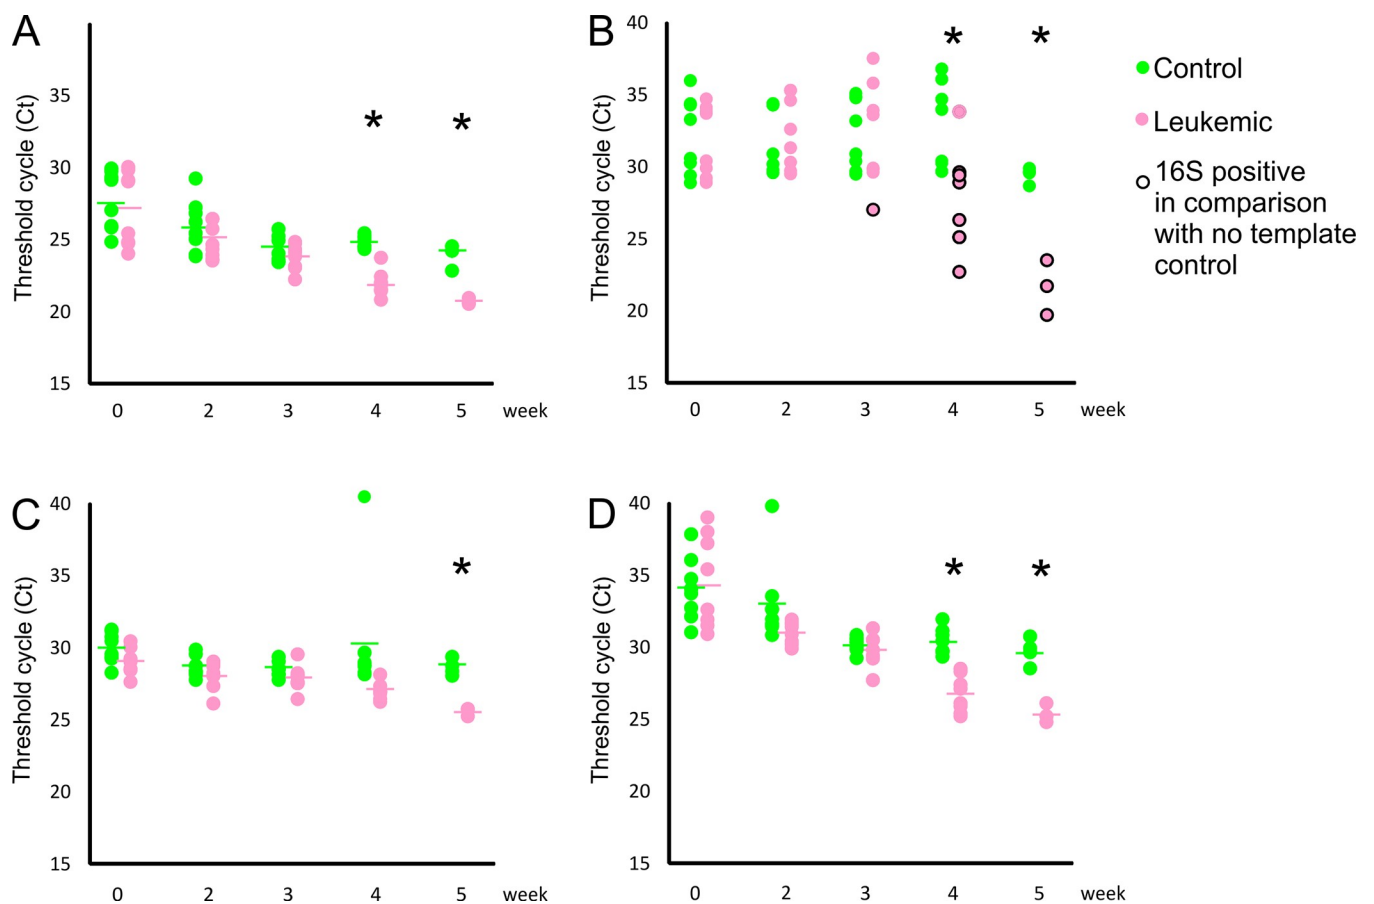 A
Threshold cycle (Ct)
35
30
25
20
15
0 2 3 4 5 week
* *
B
Threshold cycle (Ct)
40
35
30
25
20
15
0 2 3 4 5 week
* *
Control
Leukemic
16S positive
in comparison
with no template
control
C
Threshold cycle (Ct)
40
35
30
25
20
15
0 2 3 4 5 week
*
D
Threshold cycle (Ct)
40
35
30
25
20
15
0 2 3 4 5 week
* *